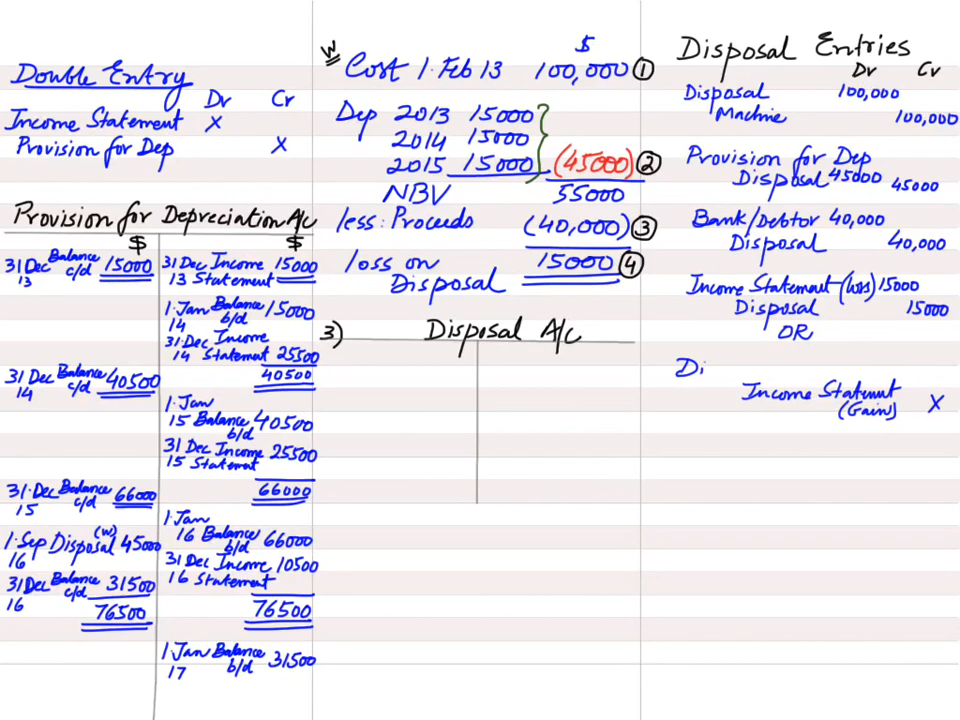 Double Entry
Dr Cr
Income Statement X
Provision for Dep X
Provision for Depreciation A/c
$ $
31 Dec 13 Balance c/d 15000
31 Dec 13 Income Statement 15000
1 Jan 14 Balance b/d 15000
31 Dec 14 Income Statement 25500
31 Dec 14 Balance c/d 40500
40500
1 Jan 15 Balance b/d 40500
31 Dec 15 Income Statement 25500
31 Dec 15 Balance c/d 66000
66000
1 Jan 16 Balance b/d 66000
1 Sep 16 Disposal (W) 45000
31 Dec 16 Income Statement 10500
31 Dec 16 Balance c/d 31500
76500
76500
1 Jan 17 Balance b/d 31500
W
$
Cost 1 Feb 13 100,000 1
Dep 2013 15000
2014 15000
2015 15000 (45000) 2
NBV 55000
less: Proceeds (40,000) 3
loss on Disposal 15000 4
3) Disposal A/c
Disposal Entries
Dr Cr
Disposal 100,000
Machine 100,000
Provision for Dep 45000
Disposal 45000
Bank/Debtor 40,000
Disposal 40,000
Income Statement (loss) 15000
Disposal 15000
OR
Di
Income Statement X
(Gain)